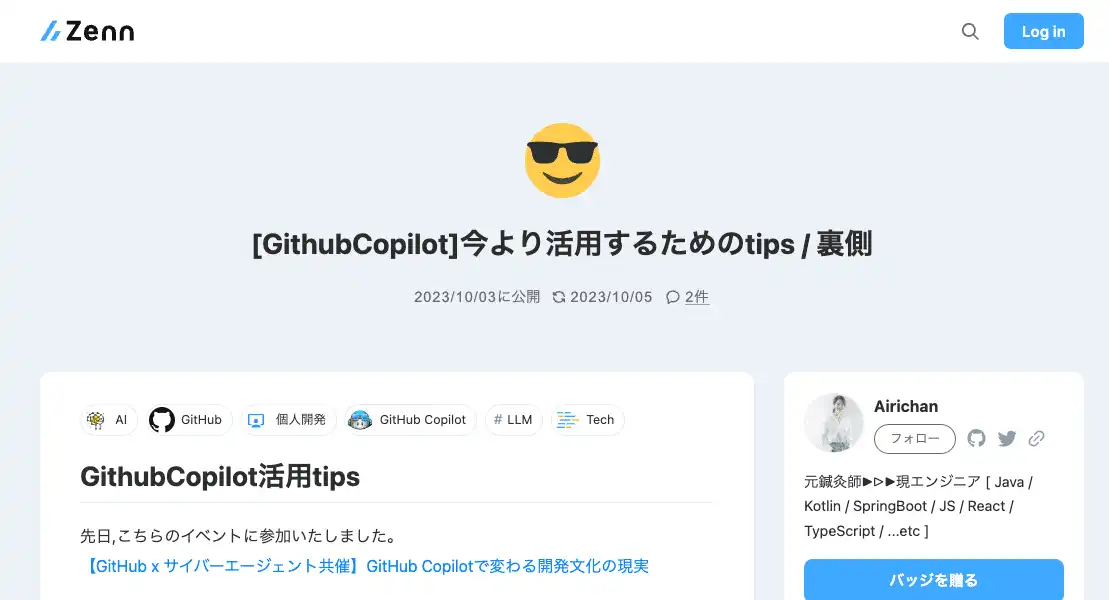 Zenn
Log in
[GithubCopilot]今より活用するためのtips / 裏側
2023/10/03に公開 2023/10/05 2件
AI GitHub 個人開発 GitHub Copilot # LLM Tech
GithubCopilot活用tips
先日,こちらのイベントに参加いたしました。
【GitHub x サイバーエージェント共催】GitHub Copilotで変わる開発文化の現実
Airichan
フォロー
元鍼灸師▶▷▶現エンジニア [ Java /
Kotlin / SpringBoot / JS / React /
TypeScript / ...etc ]
バッジを贈る